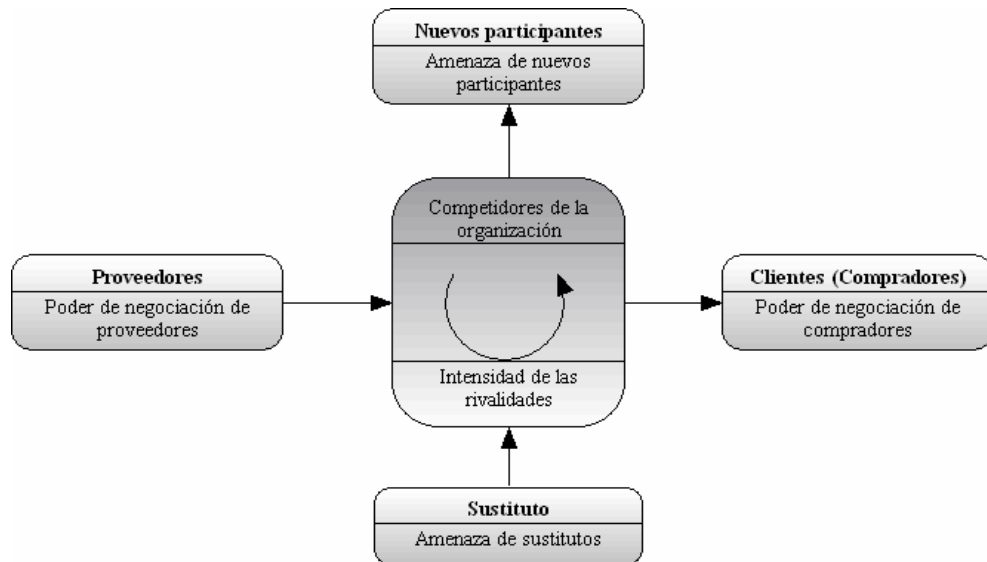 Nuevos participantes
Amenaza de nuevos
participantes
Competidores de la
organización
Proveedores
Poder de negociación de
proveedores
Clientes (Compradores)
Poder de negociación de
compradores
Intensidad de las
rivalidades
Sustituto
Amenaza de sustitutos